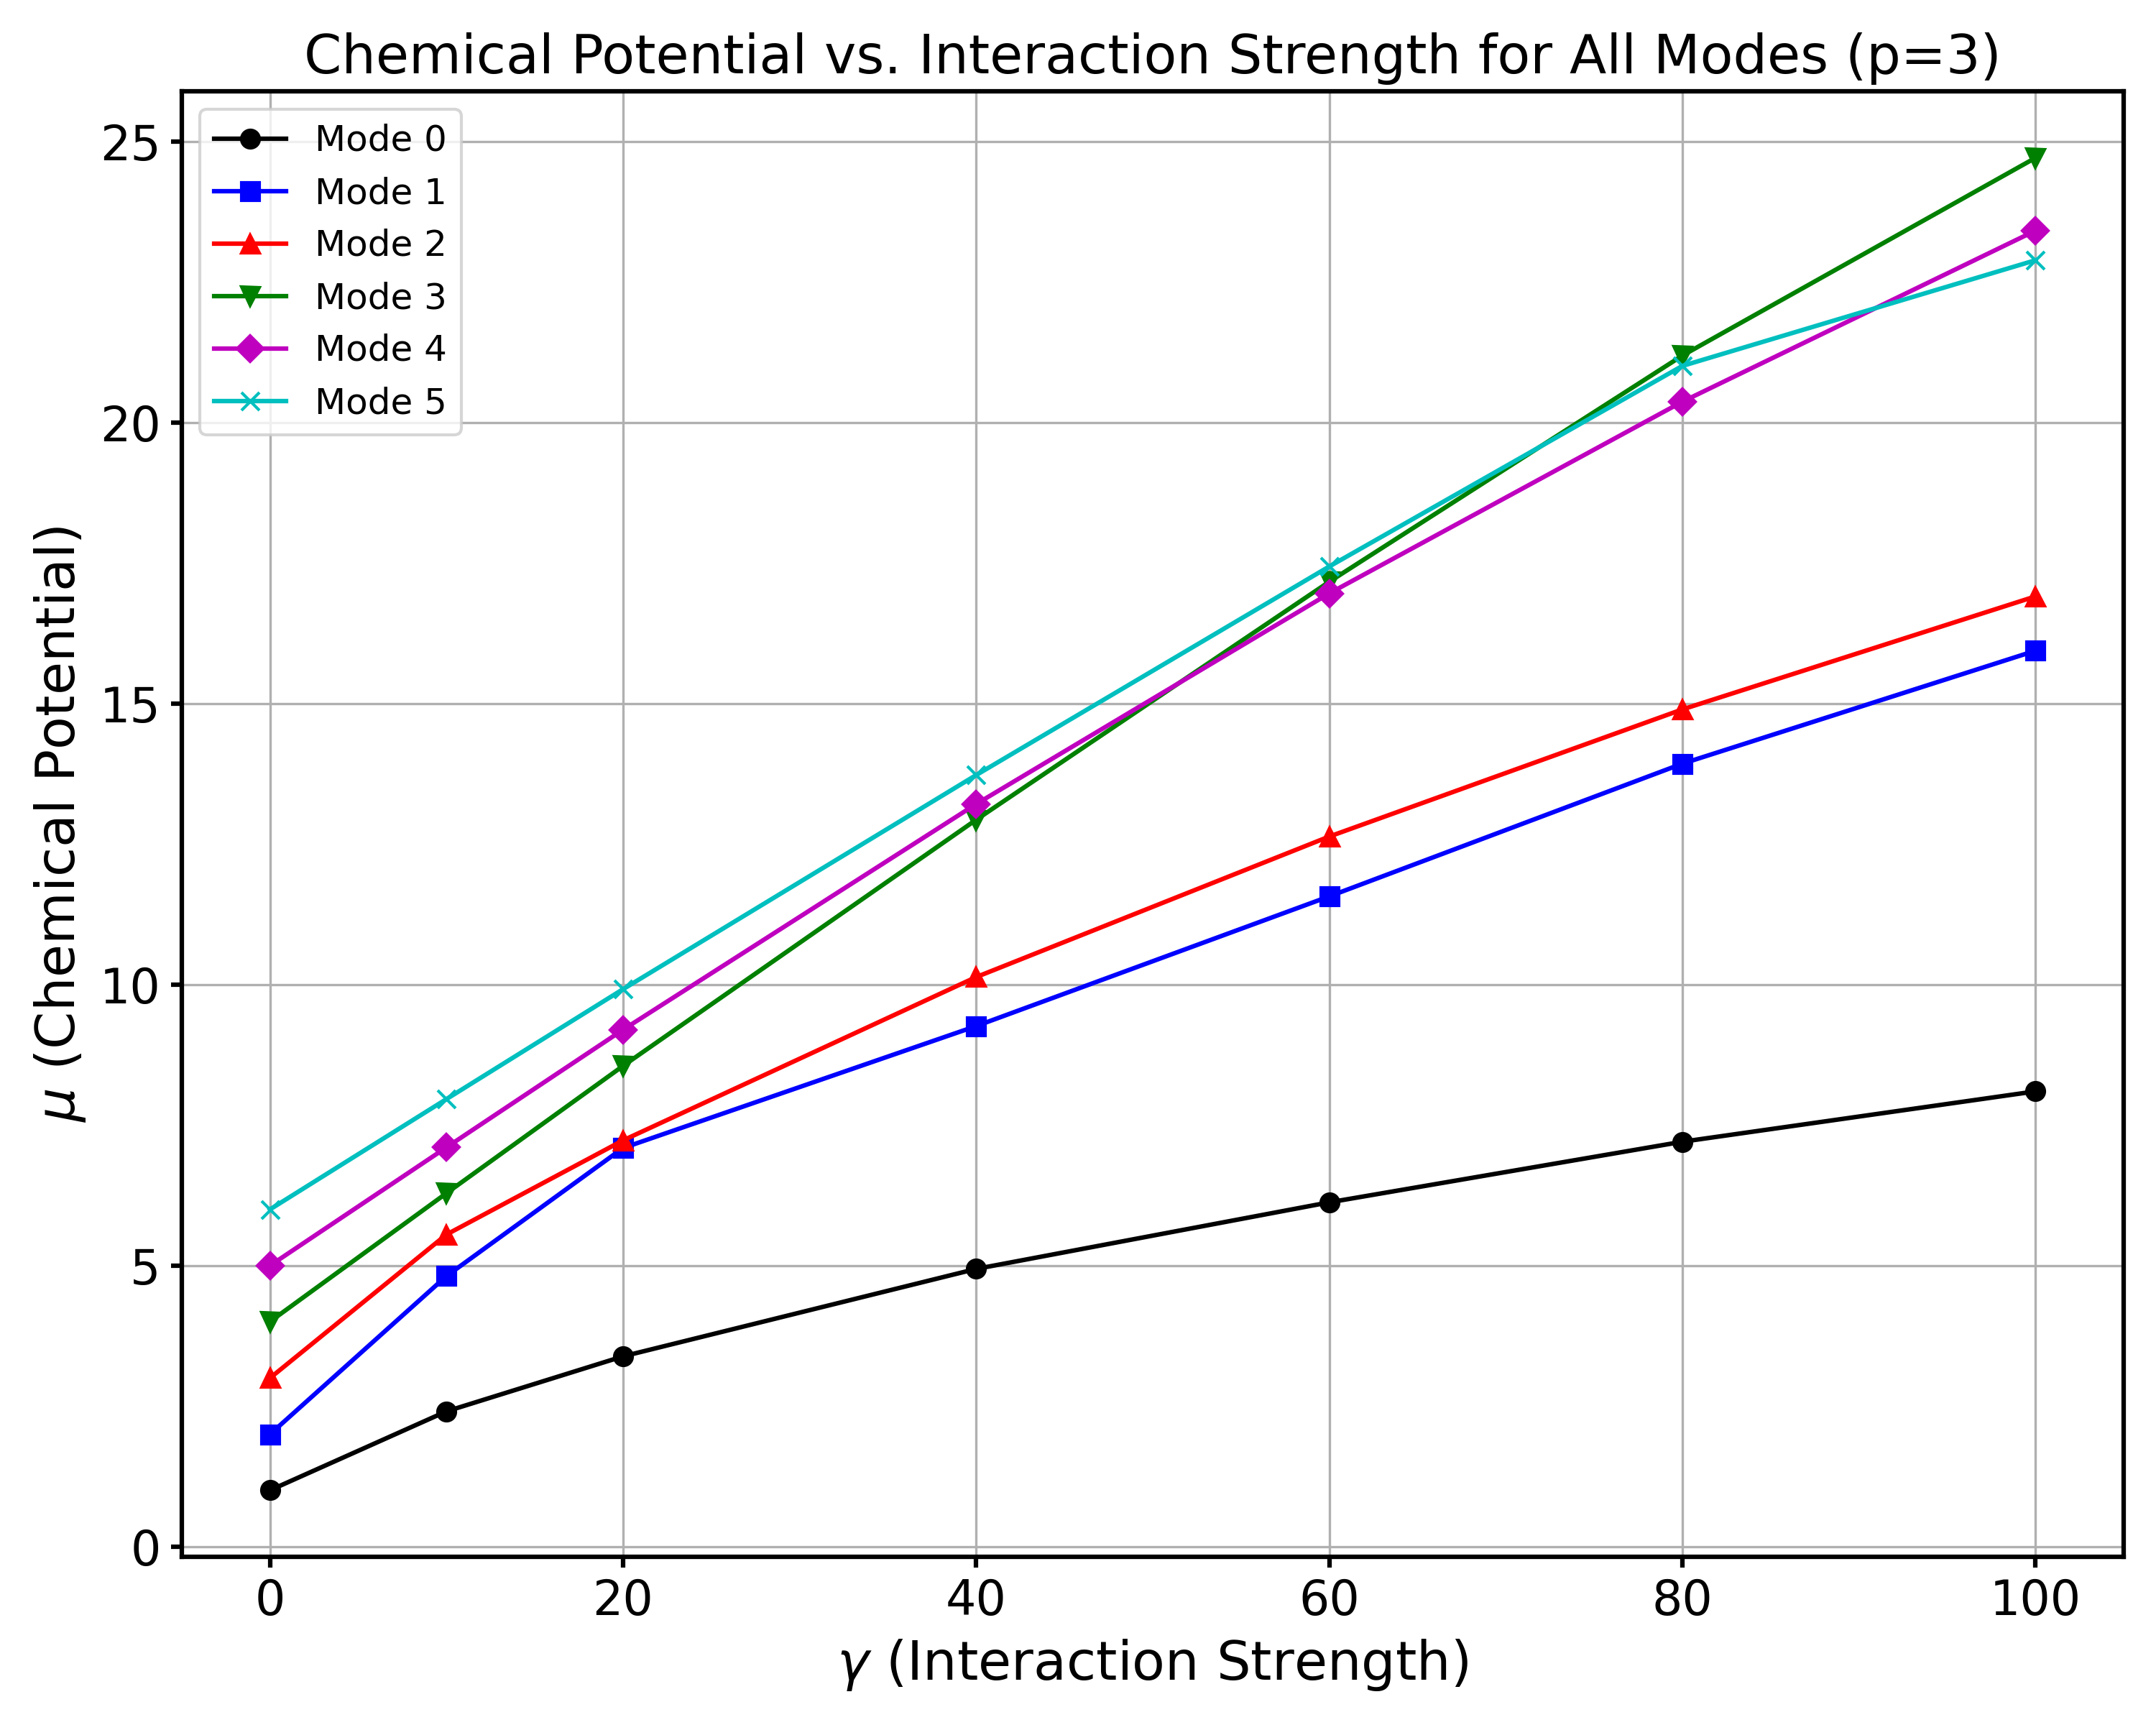 Chemical Potential vs. Interaction Strength for All Modes (p=3)
Mode 0
Mode 1
Mode 2
Mode 3
Mode 4
Mode 5
25
20
15
10
5
0
μ (Chemical Potential)
0 20 40 60 80 100
γ (Interaction Strength)